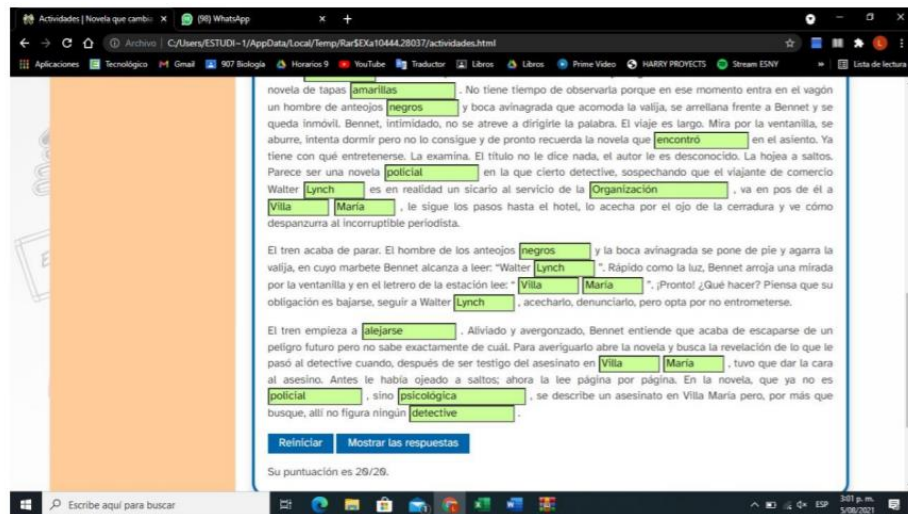 Actividades | Novela que cambi
(98) WhatsApp
Archivo | C:/Users/ESTUDI~1/AppData/Local/Temp/Rar$EXa10444.28037/actividades.html
Aplicaciones Tecnológico Gmail 907 Biología Horarios 9 YouTube Traductor Libros Libros Prime Video HARRY PROYECTS Stream ESNY Lista de lectura
novela de tapas amarillas . No tiene tiempo de observarla porque en ese momento entra en el vagón
un hombre de anteojos negros y boca avinagrada que acomoda la valija, se arrellana frente a Bennet y se
queda inmóvil. Bennet, intimidado, no se atreve a dirigirle la palabra. El viaje es largo. Mira por la ventanilla, se
aburre, intenta dormir pero no lo consigue y de pronto recuerda la novela que encontró en el asiento. Ya
tiene con qué entretenerse. La examina. El título no le dice nada, el autor le es desconocido. La hojea a saltos.
Parece ser una novela policial en la que cierto detective, sospechando que el viajante de comercio
Walter Lynch es en realidad un sicario al servicio de la Organización , va en pos de él a
Villa María , le sigue los pasos hasta el hotel, lo acecha por el ojo de la cerradura y ve cómo
despanzurra al incorruptible periodista.
El tren acaba de parar. El hombre de los anteojos negros y la boca avinagrada se pone de pie y agarra la
valija, en cuyo marbete Bennet alcanza a leer: "Walter Lynch ". Rápido como la luz, Bennet arroja una mirada
por la ventanilla y en el letrero de la estación lee: " Villa María ". ¡Pronto! ¿Qué hacer? Piensa que su
obligación es bajarse, seguir a Walter Lynch , acecharlo, denunciarlo, pero opta por no entrometerse.
El tren empieza a alejarse . Aliviado y avergonzado, Bennet entiende que acaba de escaparse de un
peligro futuro pero no sabe exactamente de cuál. Para averiguarlo abre la novela y busca la revelación de lo que le
pasó al detective cuando, después de ser testigo del asesinato en Villa María , tuvo que dar la cara
al asesino. Antes le había ojeado a saltos; ahora la lee página por página. En la novela, que ya no es
policial , sino psicológica , se describe un asesinato en Villa María pero, por más que
busque, allí no figura ningún detective .
Reiniciar Mostrar las respuestas
Su puntuación es 20/20.
Escribe aquí para buscar
ESP
3:01 p. m.
5/08/2021